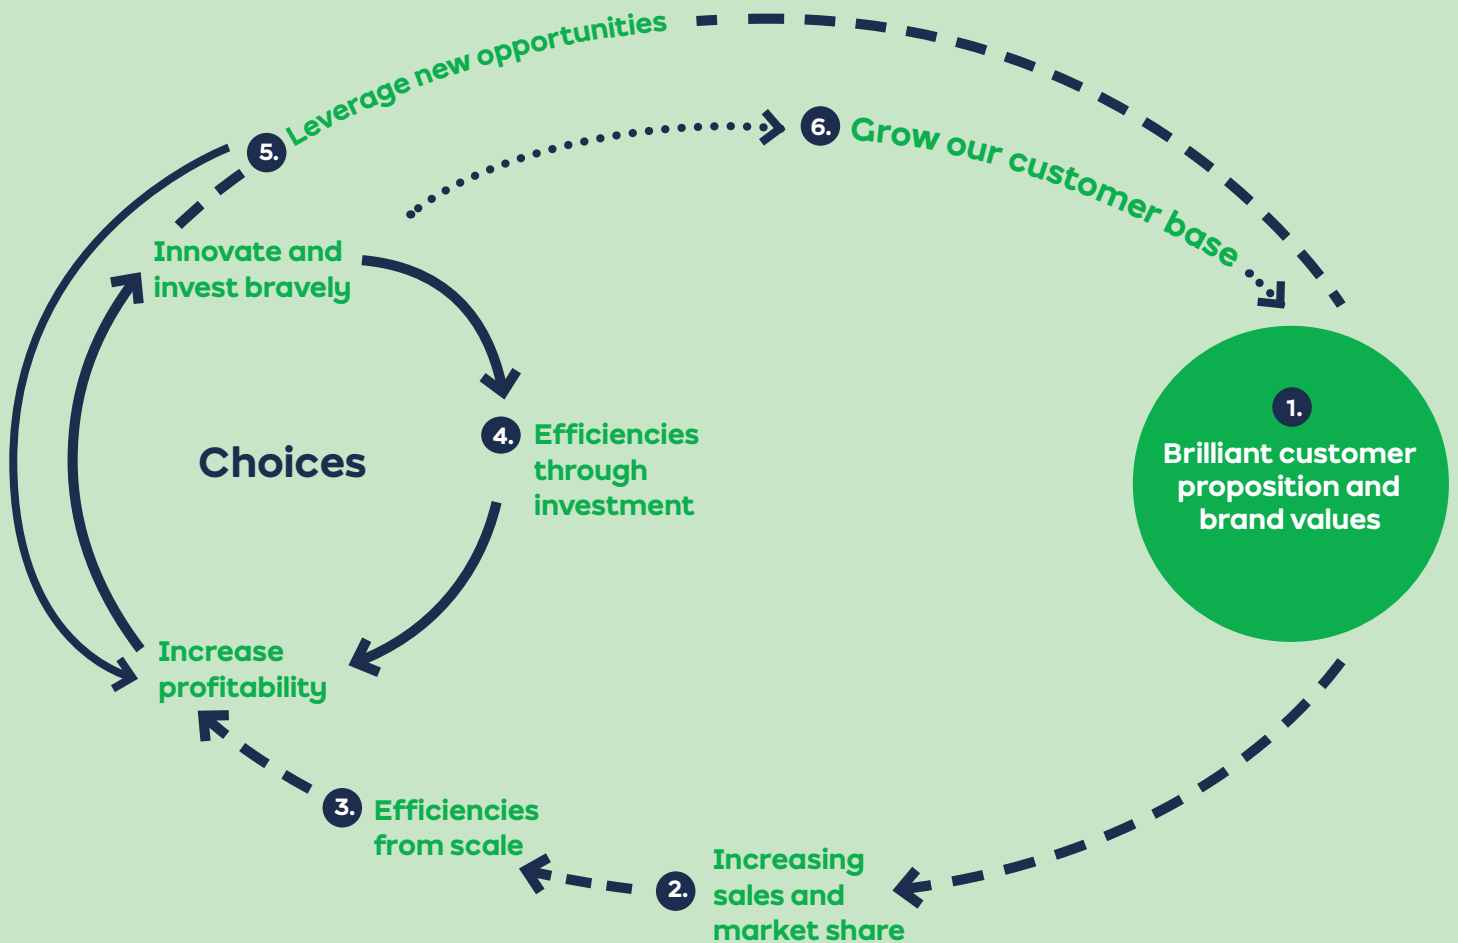 5. Leverage new opportunities
6. Grow our customer base
Innovate and
invest bravely
1.
Brilliant customer
proposition and
brand values
Choices
4. Efficiencies
through
investment
Increase
profitability
3. Efficiencies
from scale
2. Increasing
sales and
market share